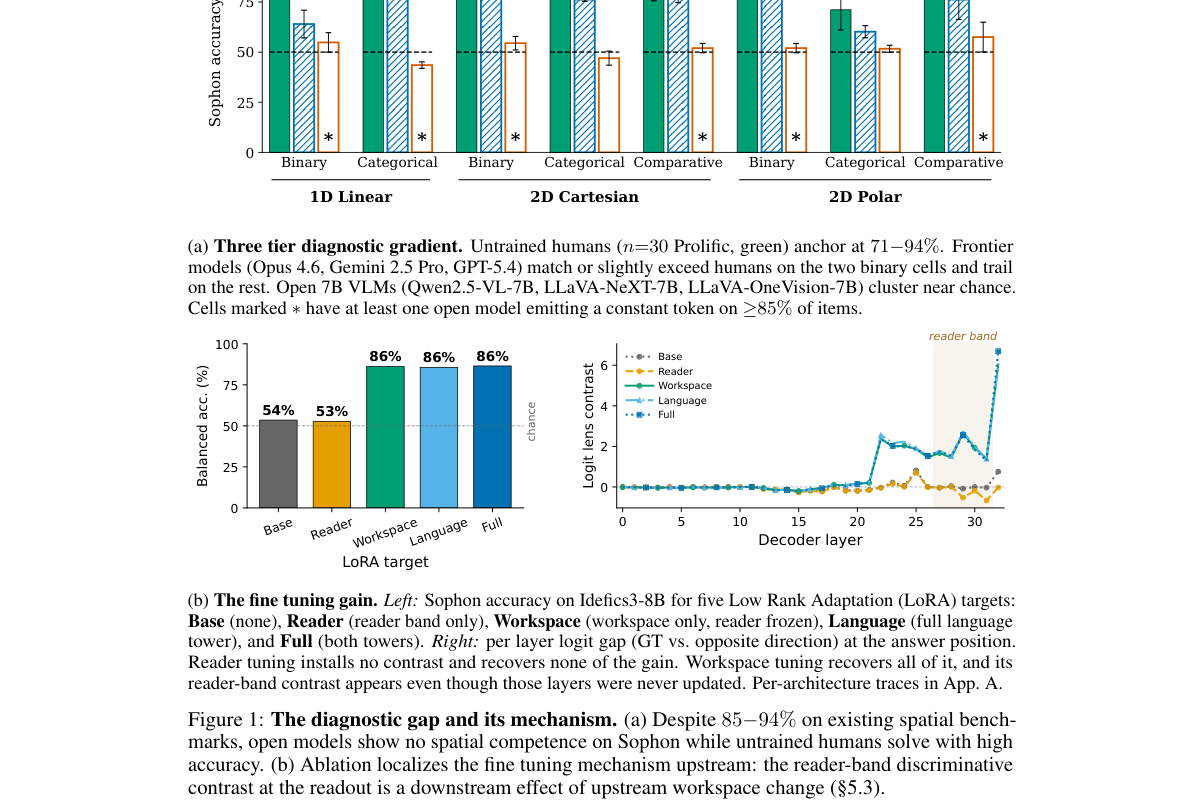 75
50
25
0
Sophon accuracy
* * * * *
Binary Categorical Binary Categorical Comparative Binary Categorical Comparative
1D Linear 2D Cartesian 2D Polar
(a) Three tier diagnostic gradient. Untrained humans (n=30 Prolific, green) anchor at 71−94%. Frontier
models (Opus 4.6, Gemini 2.5 Pro, GPT-5.4) match or slightly exceed humans on the two binary cells and trail
on the rest. Open 7B VLMs (Qwen2.5-VL-7B, LLaVA-NeXT-7B, LLaVA-OneVision-7B) cluster near chance.
Cells marked ∗ have at least one open model emitting a constant token on ≥85% of items.
100
75
50
25
0
Balanced acc. (%)
54% 53% 86% 86% 86%
chance
Base Reader Workspace Language Full
LoRA target
reader band
6
4
2
0
Logit lens contrast
Base
Reader
Workspace
Language
Full
0 5 10 15 20 25 30
Decoder layer
(b) The fine tuning gain. Left: Sophon accuracy on Idefics3-8B for five Low Rank Adaptation (LoRA) targets:
Base (none), Reader (reader band only), Workspace (workspace only, reader frozen), Language (full language
tower), and Full (both towers). Right: per layer logit gap (GT vs. opposite direction) at the answer position.
Reader tuning installs no contrast and recovers none of the gain. Workspace tuning recovers all of it, and its
reader-band contrast appears even though those layers were never updated. Per-architecture traces in App. A.
Figure 1: The diagnostic gap and its mechanism. (a) Despite 85−94% on existing spatial bench-
marks, open models show no spatial competence on Sophon while untrained humans solve with high
accuracy. (b) Ablation localizes the fine tuning mechanism upstream: the reader-band discriminative
contrast at the readout is a downstream effect of upstream workspace change (§5.3).